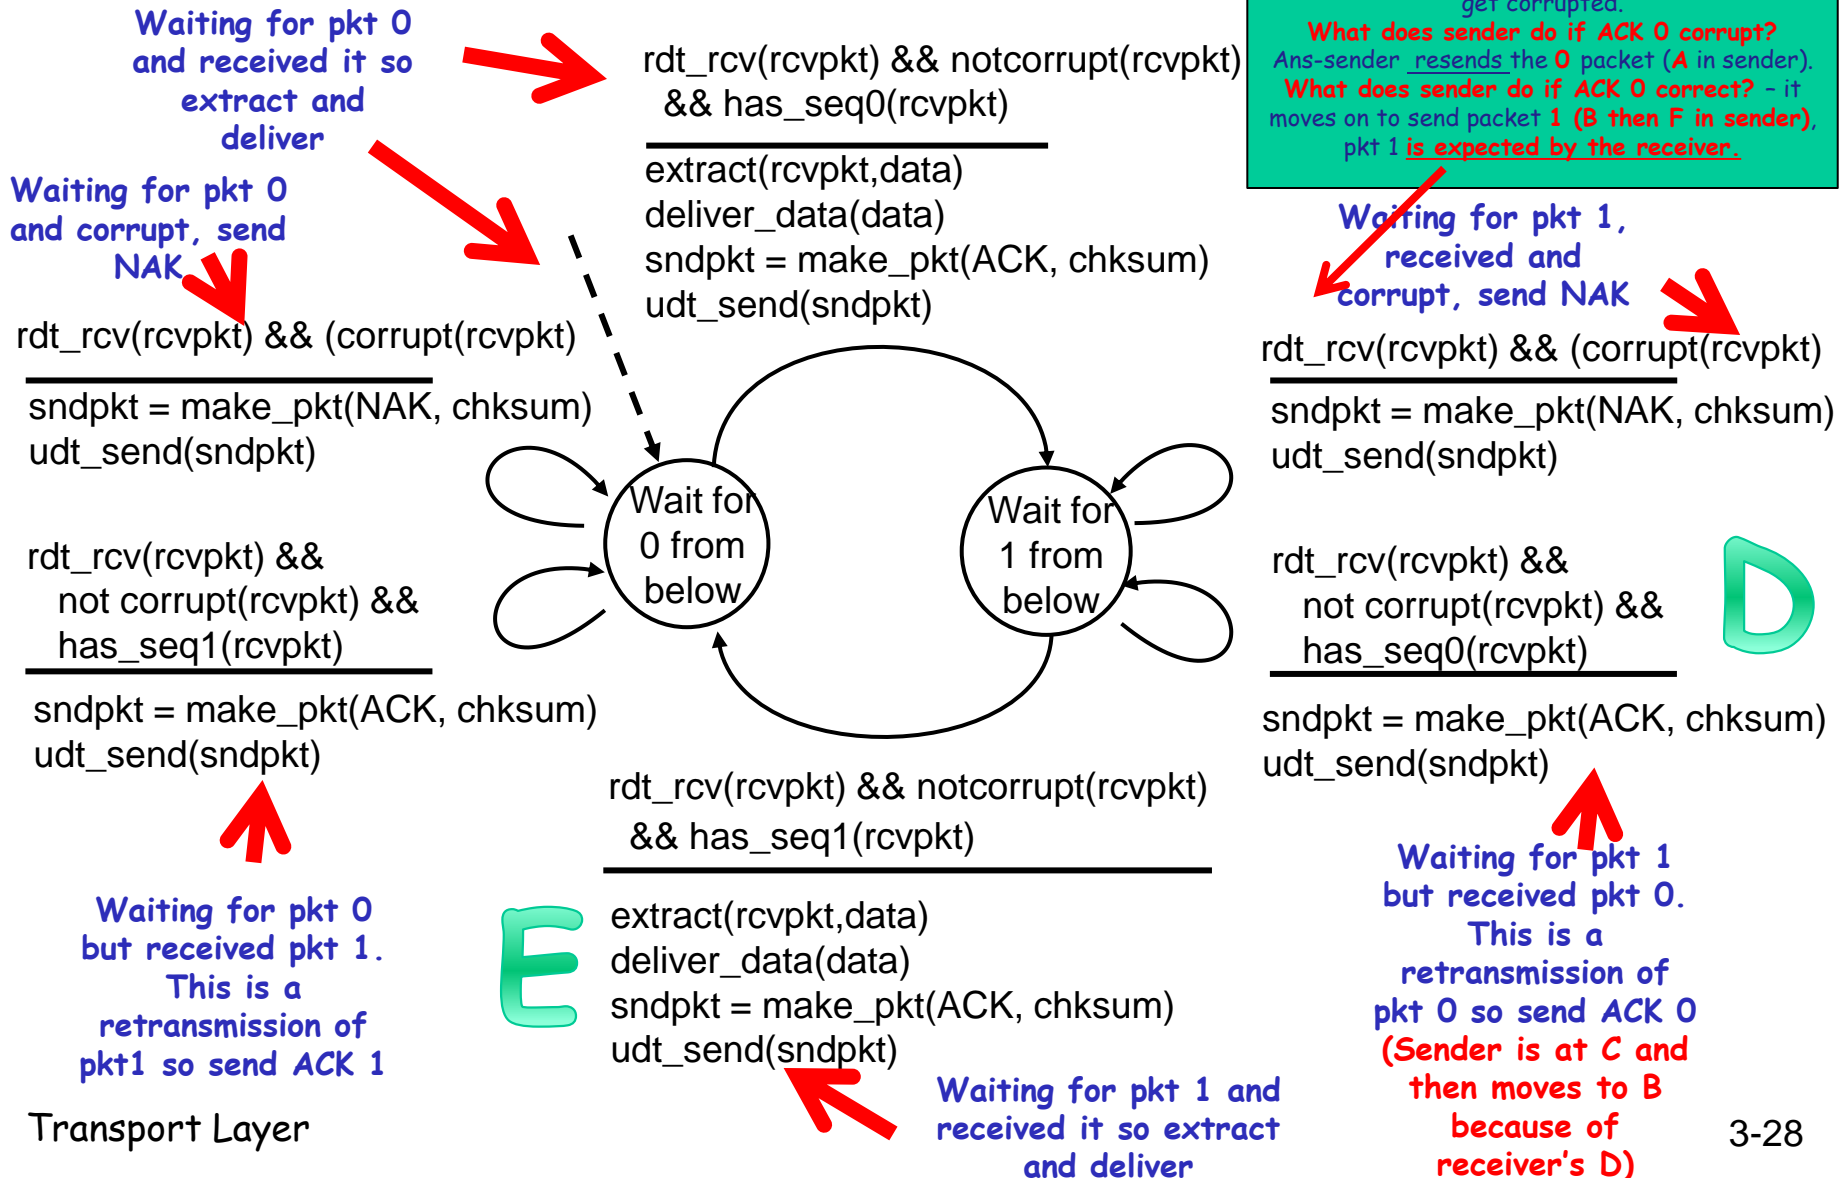 Waiting for pkt 0
and received it so
extract and
deliver
Waiting for pkt 0
and corrupt, send
NAK
rdt_rcv(rcvpkt) && (corrupt(rcvpkt)
sndpkt = make_pkt(NAK, chksum)
udt_send(sndpkt)
rdt_rcv(rcvpkt) &&
not corrupt(rcvpkt) &&
has_seq1(rcvpkt)
sndpkt = make_pkt(ACK, chksum)
udt_send(sndpkt)
Waiting for pkt 0
but received pkt 1.
This is a
retransmission of
pkt1 so send ACK 1
rdt_rcv(rcvpkt) && notcorrupt(rcvpkt)
&& has_seq0(rcvpkt)
extract(rcvpkt,data)
deliver_data(data)
sndpkt = make_pkt(ACK, chksum)
udt_send(sndpkt)
Wait for
0 from
below
Wait for
1 from
below
rdt_rcv(rcvpkt) && notcorrupt(rcvpkt)
&& has_seq1(rcvpkt)
E
extract(rcvpkt,data)
deliver_data(data)
sndpkt = make_pkt(ACK, chksum)
udt_send(sndpkt)
Waiting for pkt 1 and
received it so extract
and deliver
get corrupted.
What does sender do if ACK 0 corrupt?
Ans-sender resends the 0 packet (A in sender).
What does sender do if ACK 0 correct? – it
moves on to send packet 1 (B then F in sender),
pkt 1 is expected by the receiver.
Waiting for pkt 1,
received and
corrupt, send NAK
rdt_rcv(rcvpkt) && (corrupt(rcvpkt)
sndpkt = make_pkt(NAK, chksum)
udt_send(sndpkt)
rdt_rcv(rcvpkt) &&
not corrupt(rcvpkt) &&
has_seq0(rcvpkt)
D
sndpkt = make_pkt(ACK, chksum)
udt_send(sndpkt)
Waiting for pkt 1
but received pkt 0.
This is a
retransmission of
pkt 0 so send ACK 0
(Sender is at C and
then moves to B
because of
receiver's D)
Transport Layer
3-28